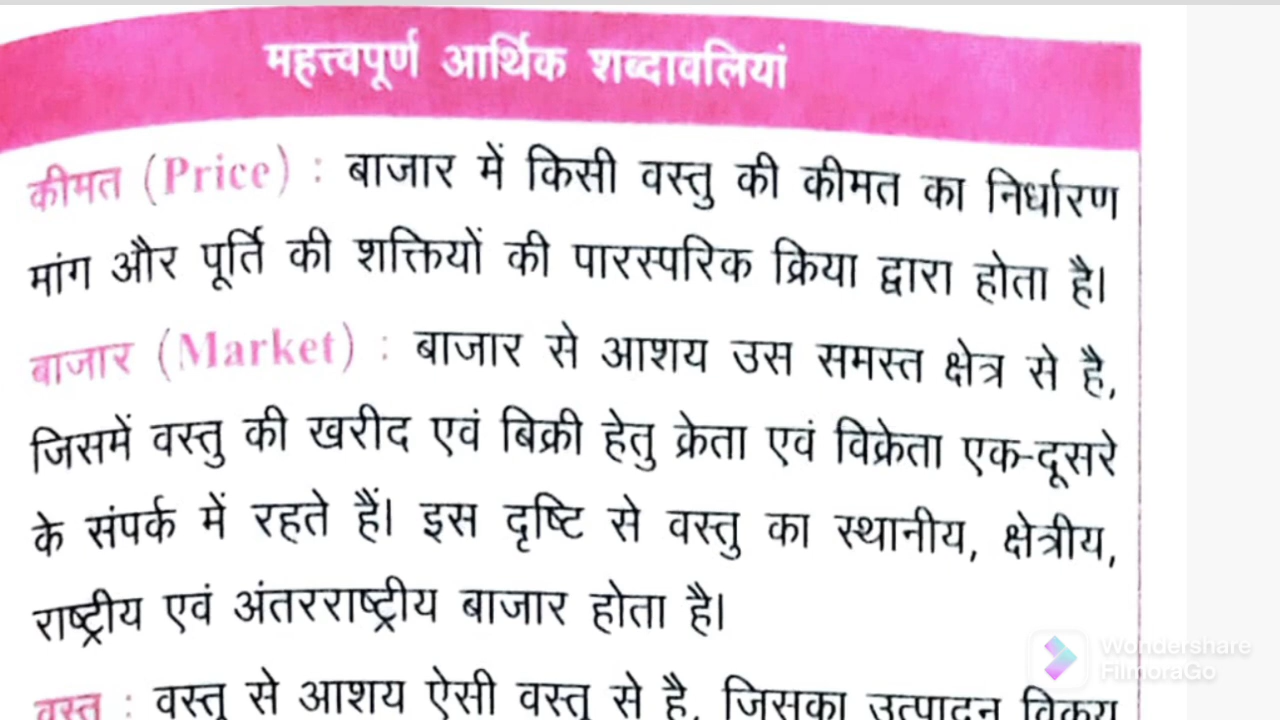 महत्त्वपूर्ण आर्थिक शब्दावलियां
कीमत (Price) : बाजार में किसी वस्तु की कीमत का निर्धारण
मांग और पूर्ति की शक्तियों की पारस्परिक क्रिया द्वारा होता है।
बाजार (Market) : बाजार से आशय उस समस्त क्षेत्र से है,
जिसमें वस्तु की खरीद एवं बिक्री हेतु क्रेता एवं विक्रेता एक-दूसरे
के संपर्क में रहते हैं। इस दृष्टि से वस्तु का स्थानीय, क्षेत्रीय,
राष्ट्रीय एवं अंतरराष्ट्रीय बाजार होता है।
वस्तु : वस्तु से आशय ऐसी वस्तु से है, जिसका उत्पादन विक्रय
Wondershare
FilmoraGo